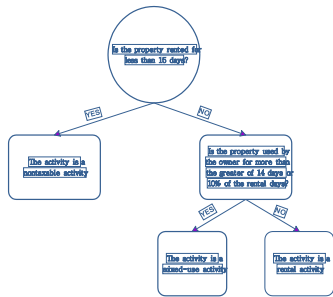 Is the property rented for
less than 15 days?
YES
NO
The activity is a
nontaxable activity
Is the property used by
the owner for more than
the greater of 14 days or
10% of the rental days?
YES
NO
The activity is a
mixed-use activity
The activity is a
rental activity